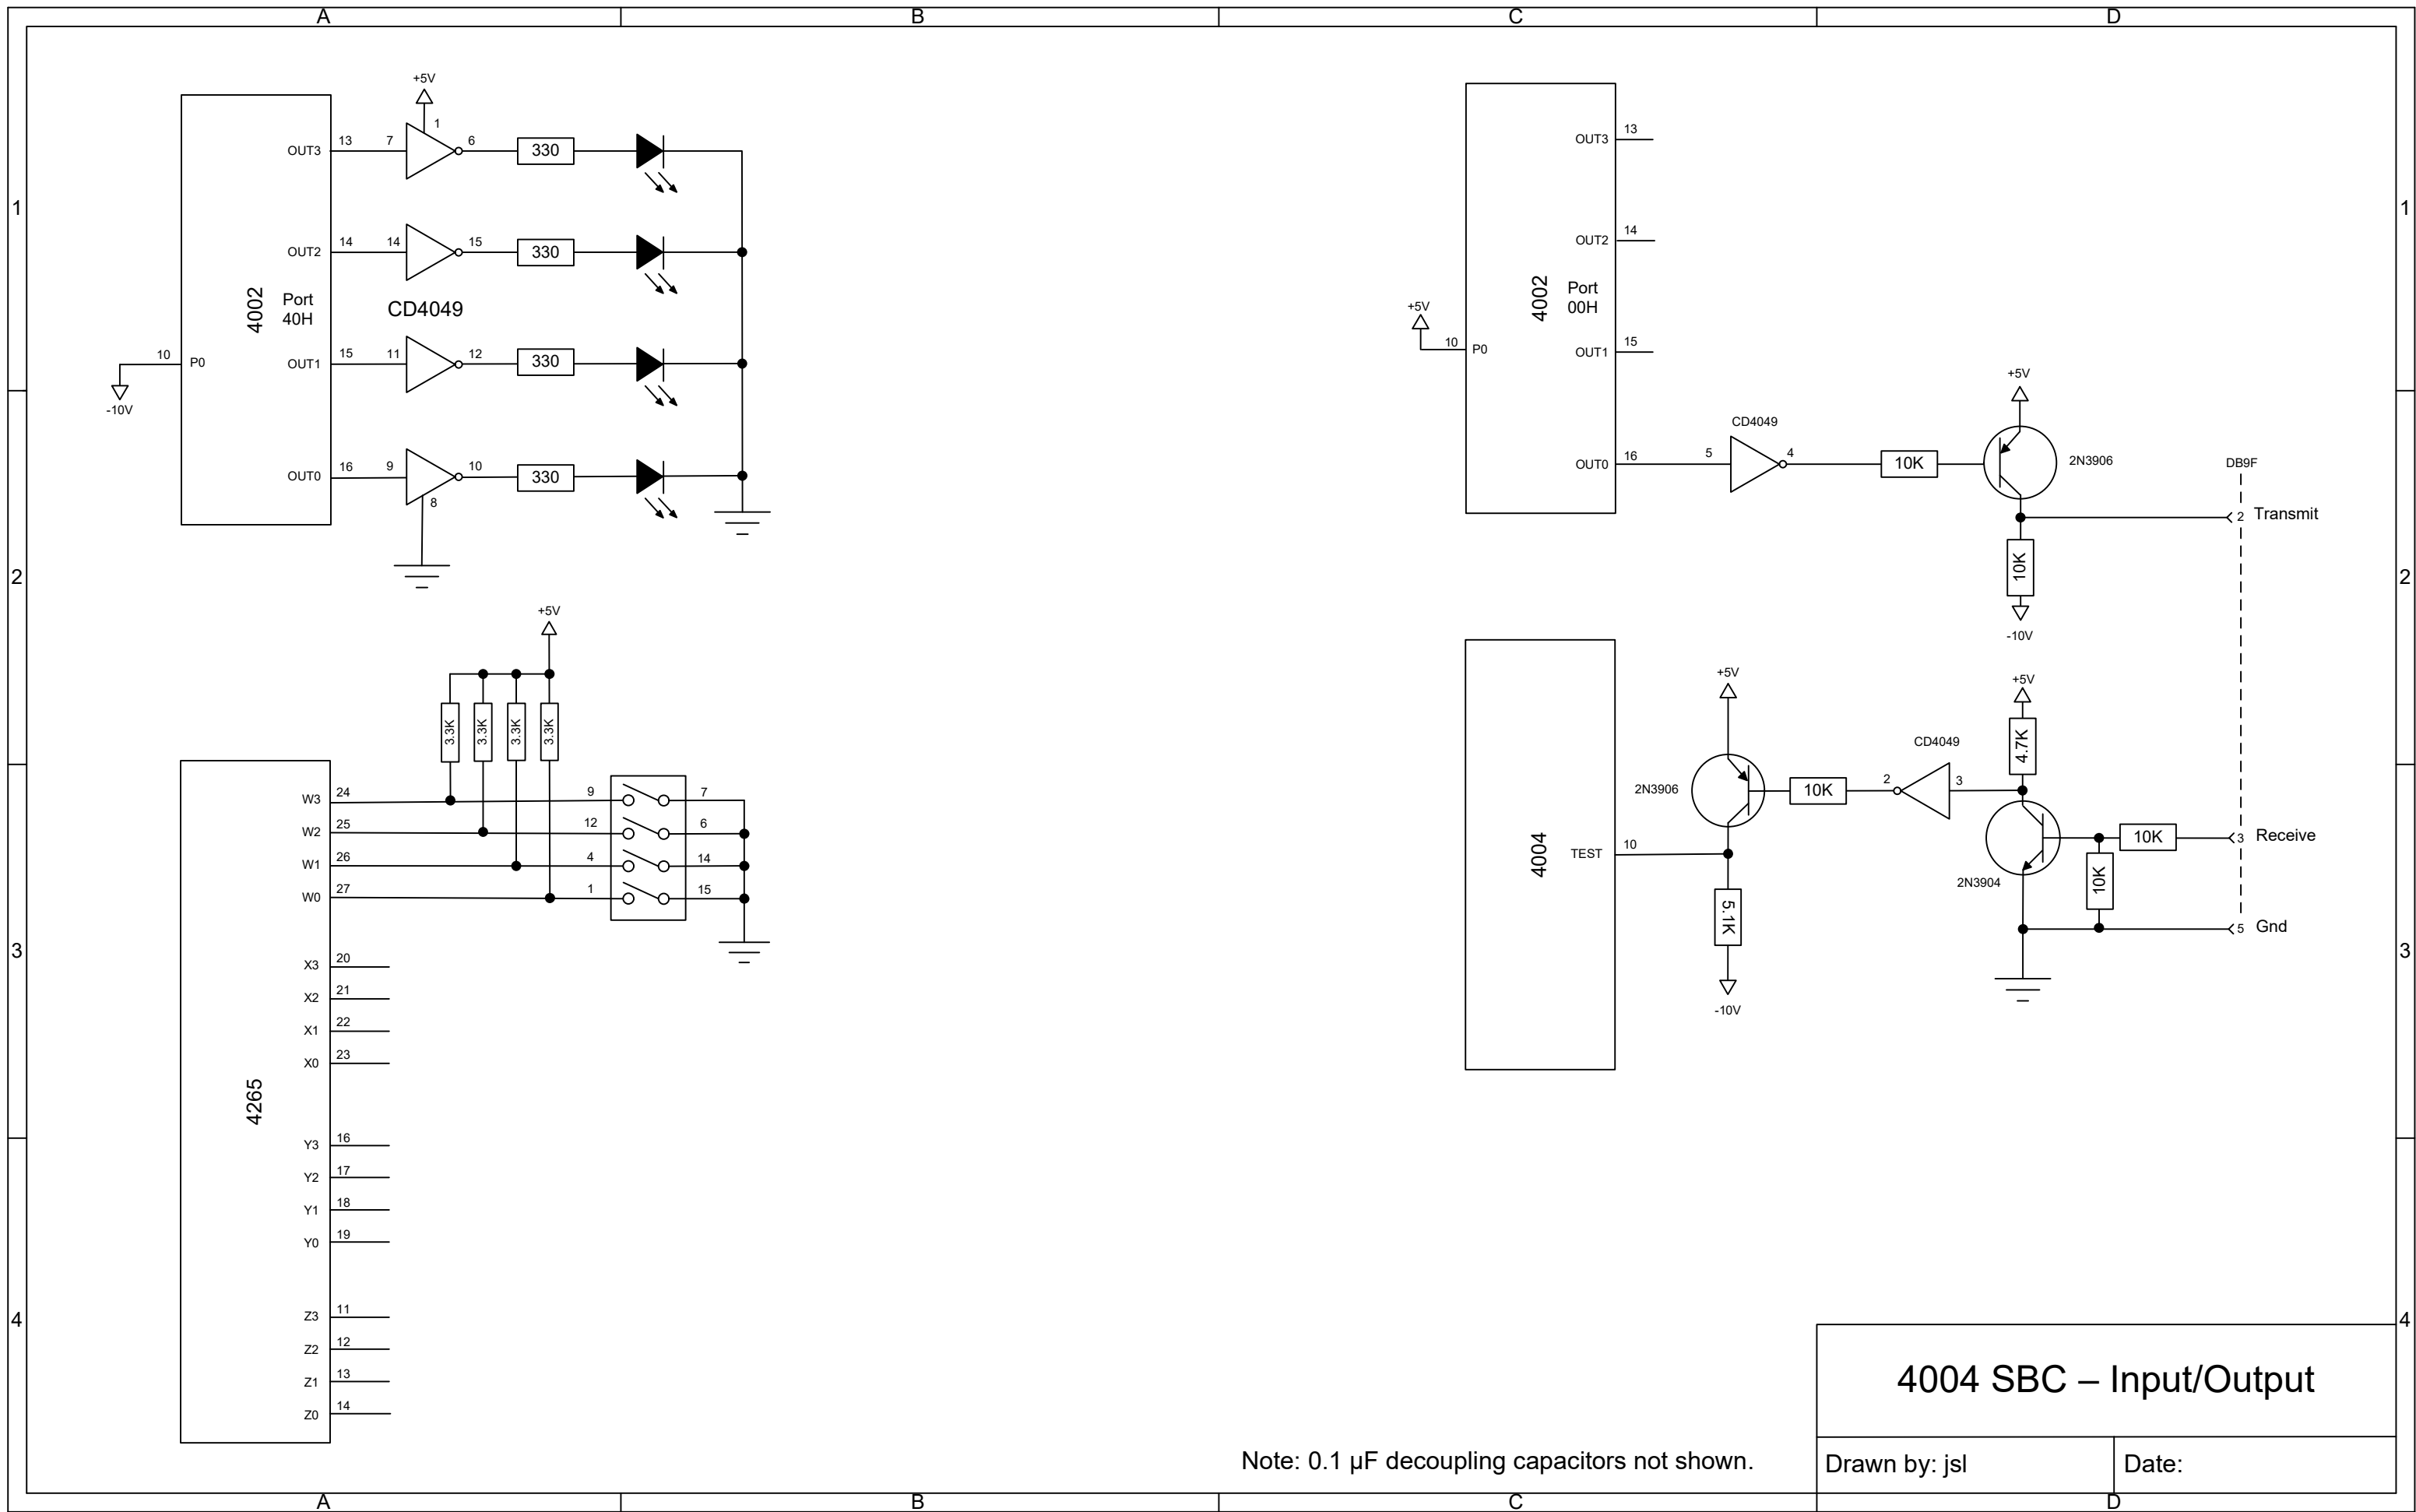 A
B
C
D
1
2
3
4
+5V
1
OUT3
13
7
6
330
OUT2
14
14
15
330
4002
Port
40H
CD4049
10
P0
-10V
OUT1
15
11
12
330
OUT0
16
9
10
330
8
+5V
3.3K
3.3K
3.3K
3.3K
W3
24
9
7
W2
25
12
6
W1
26
4
14
W0
27
1
15
X3
20
X2
21
X1
22
X0
23
4265
Y3
16
Y2
17
Y1
18
Y0
19
Z3
11
Z2
12
Z1
13
Z0
14
OUT3
13
OUT2
14
4002
Port
00H
+5V
10
P0
OUT1
15
OUT0
16
CD4049
5
4
10K
+5V
2N3906
DB9F
2
Transmit
10K
-10V
4004
TEST
10
+5V
2N3906
10K
CD4049
2
3
+5V
4.7K
2N3904
10K
3
Receive
10K
5
Gnd
5.1K
-10V
1
2
3
4
Note: 0.1 µF decoupling capacitors not shown.
4004 SBC – Input/Output
Drawn by: jsl
Date:
A
B
C
D